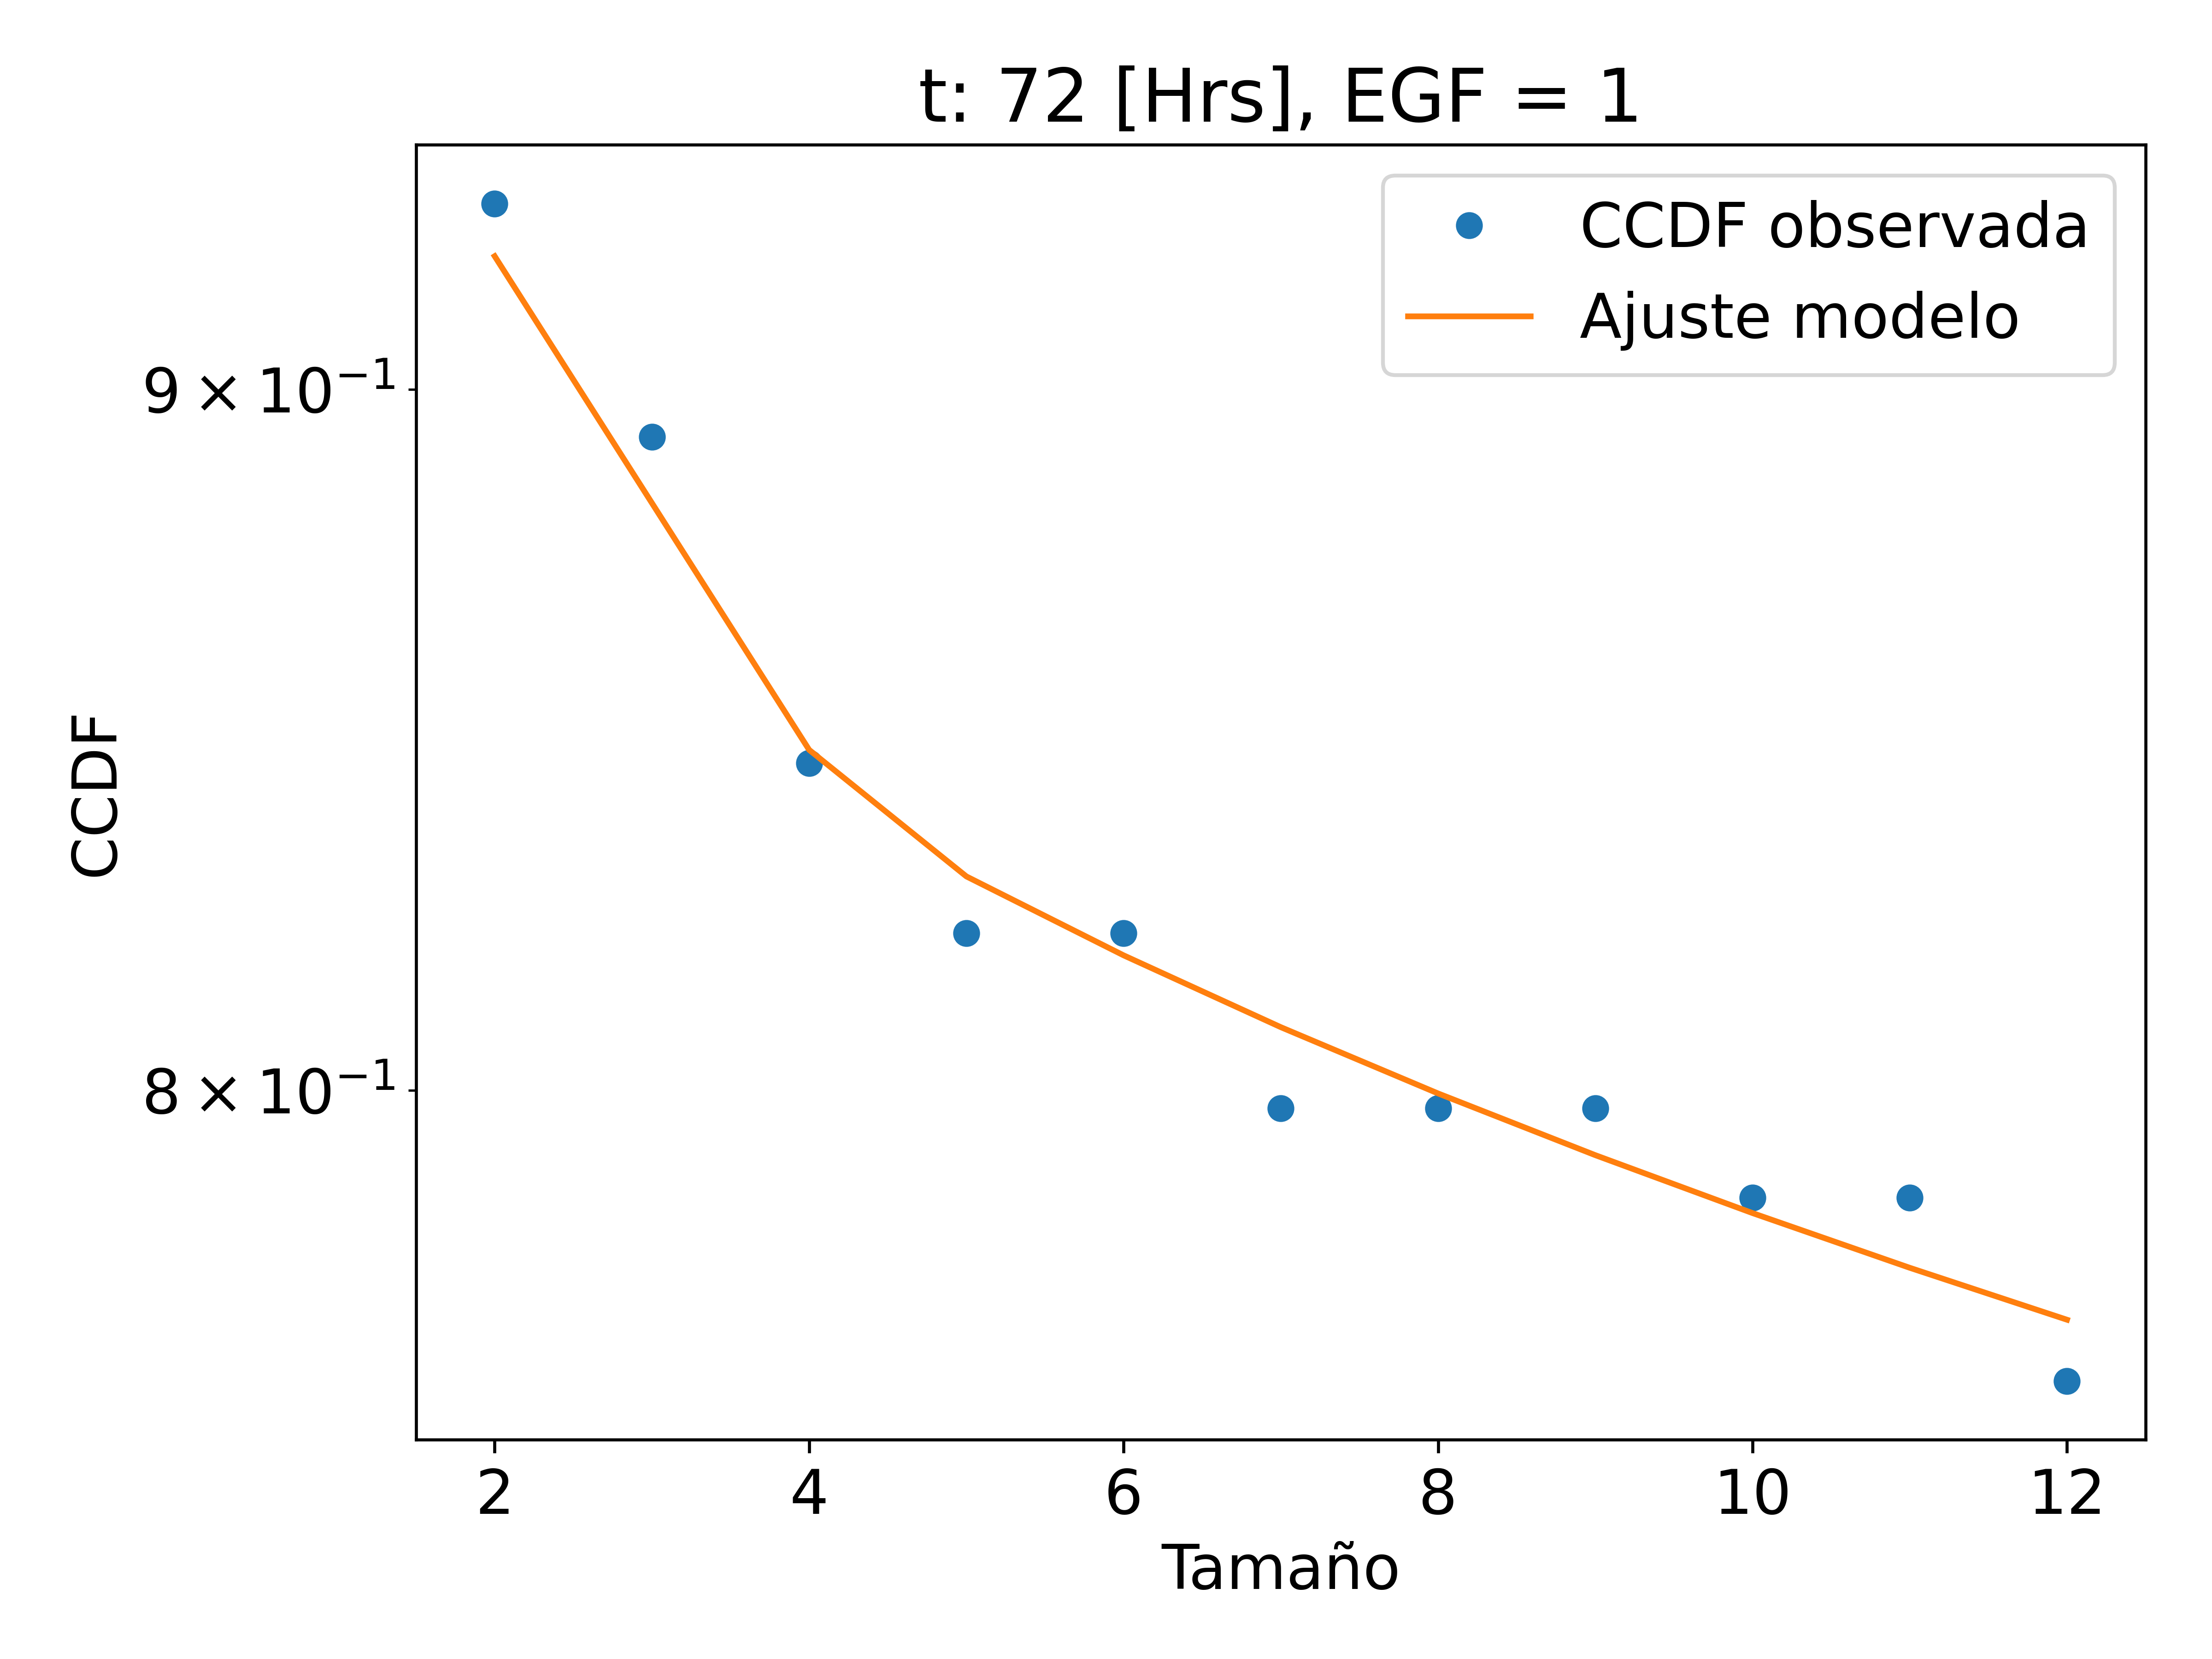 t: 72 [Hrs], EGF = 1
CCDF observada
Ajuste modelo
9 × 10⁻¹
8 × 10⁻¹
CCDF
2 4 6 8 10 12
Tamaño